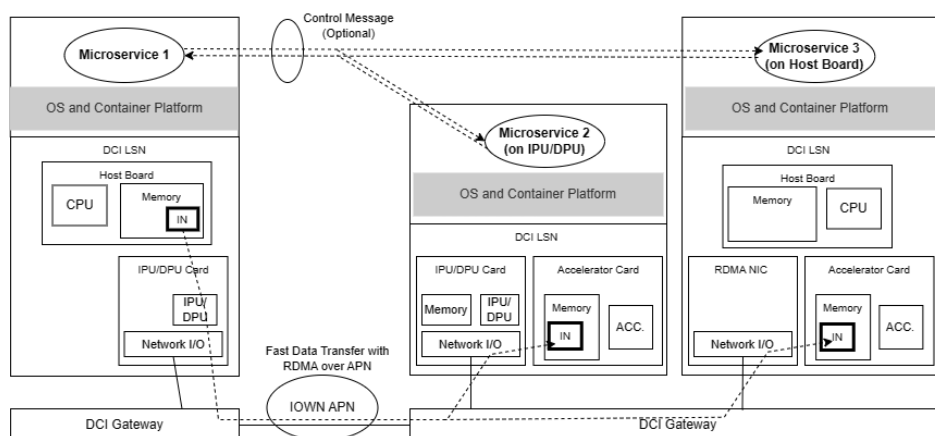 Control Message
(Optional)
Microservice 1
OS and Container Platform
DCI LSN
Host Board
CPU
Memory
IN
IPU/DPU Card
IPU/
DPU
Network I/O
DCI Gateway
Fast Data Transfer with
RDMA over APN
IOWN APN
Microservice 2
(on IPU/DPU)
OS and Container Platform
DCI LSN
IPU/DPU Card
Memory
IPU/
DPU
Network I/O
Accelerator Card
Memory
IN
ACC.
Microservice 3
(on Host Board)
OS and Container Platform
DCI LSN
Host Board
Memory
CPU
RDMA NIC
Network I/O
Accelerator Card
Memory
IN
ACC.
DCI Gateway